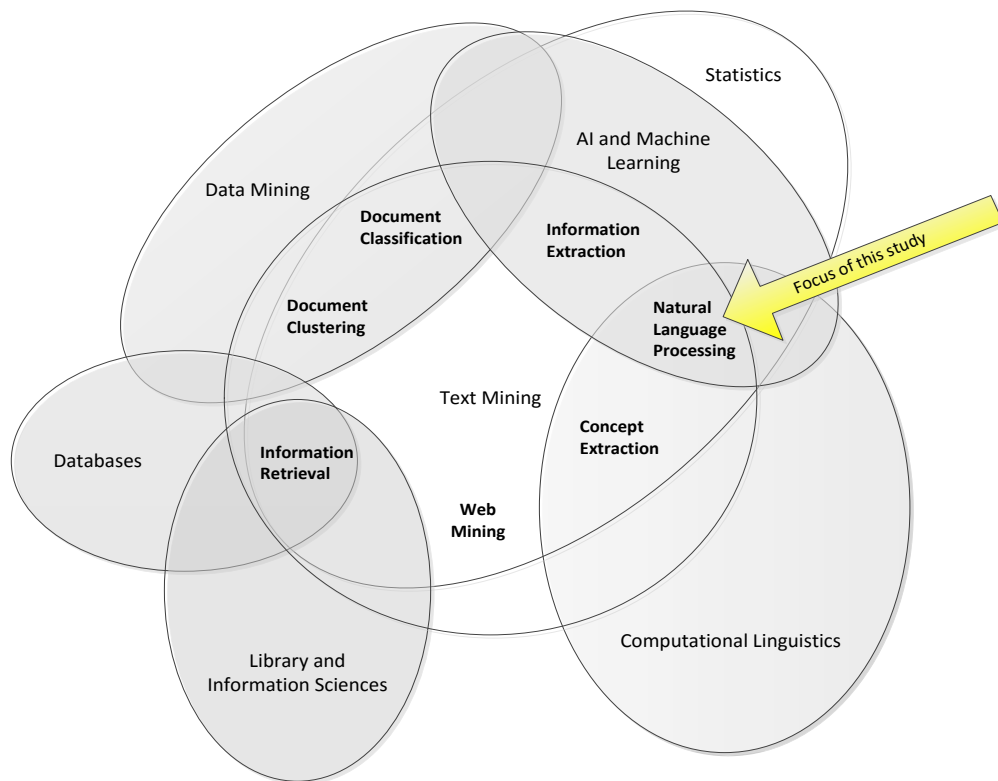 Statistics
AI and Machine
Learning
Data Mining
Document
Classification
Information
Extraction
Focus of this study
Document
Clustering
Natural
Language
Processing
Text Mining
Concept
Extraction
Databases
Information
Retrieval
Web
Mining
Computational Linguistics
Library and
Information Sciences